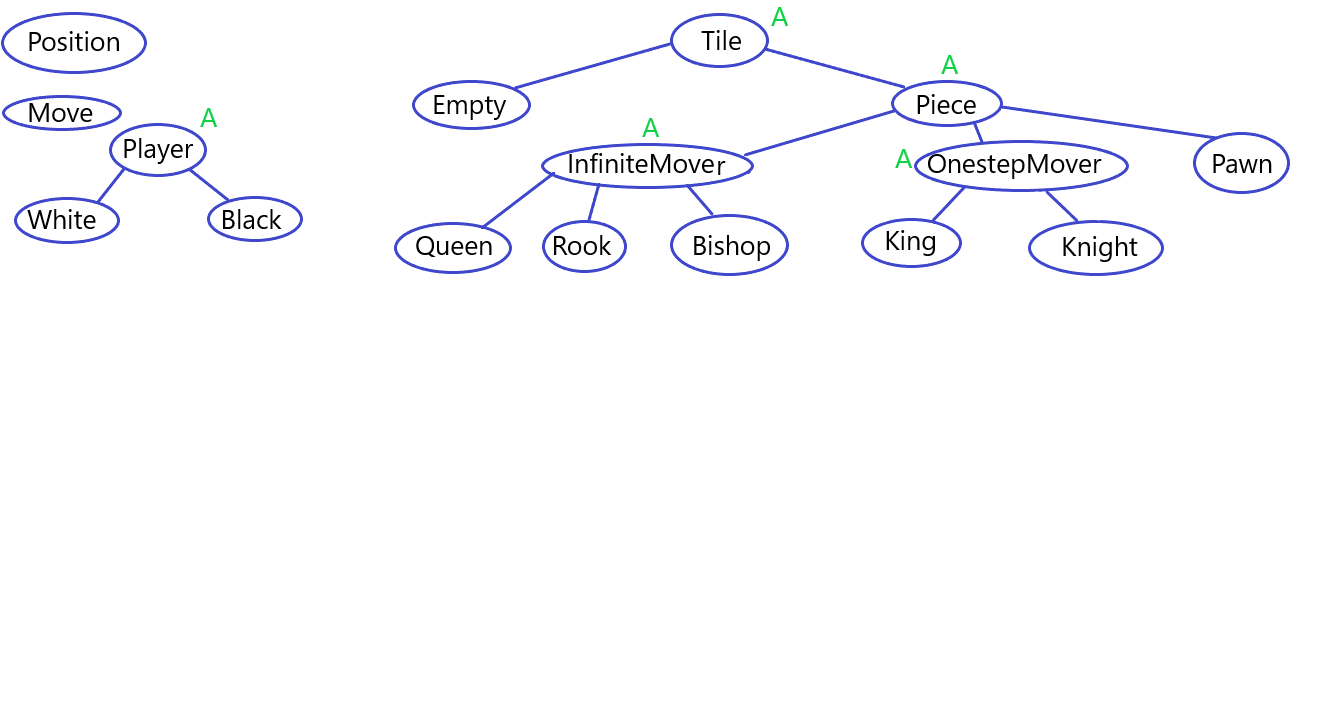 Position
Tile
A
Empty
A
Piece
Move
Player
A
A
InfiniteMover
A
OnestepMover
Pawn
White
Black
Queen
Rook
Bishop
King
Knight